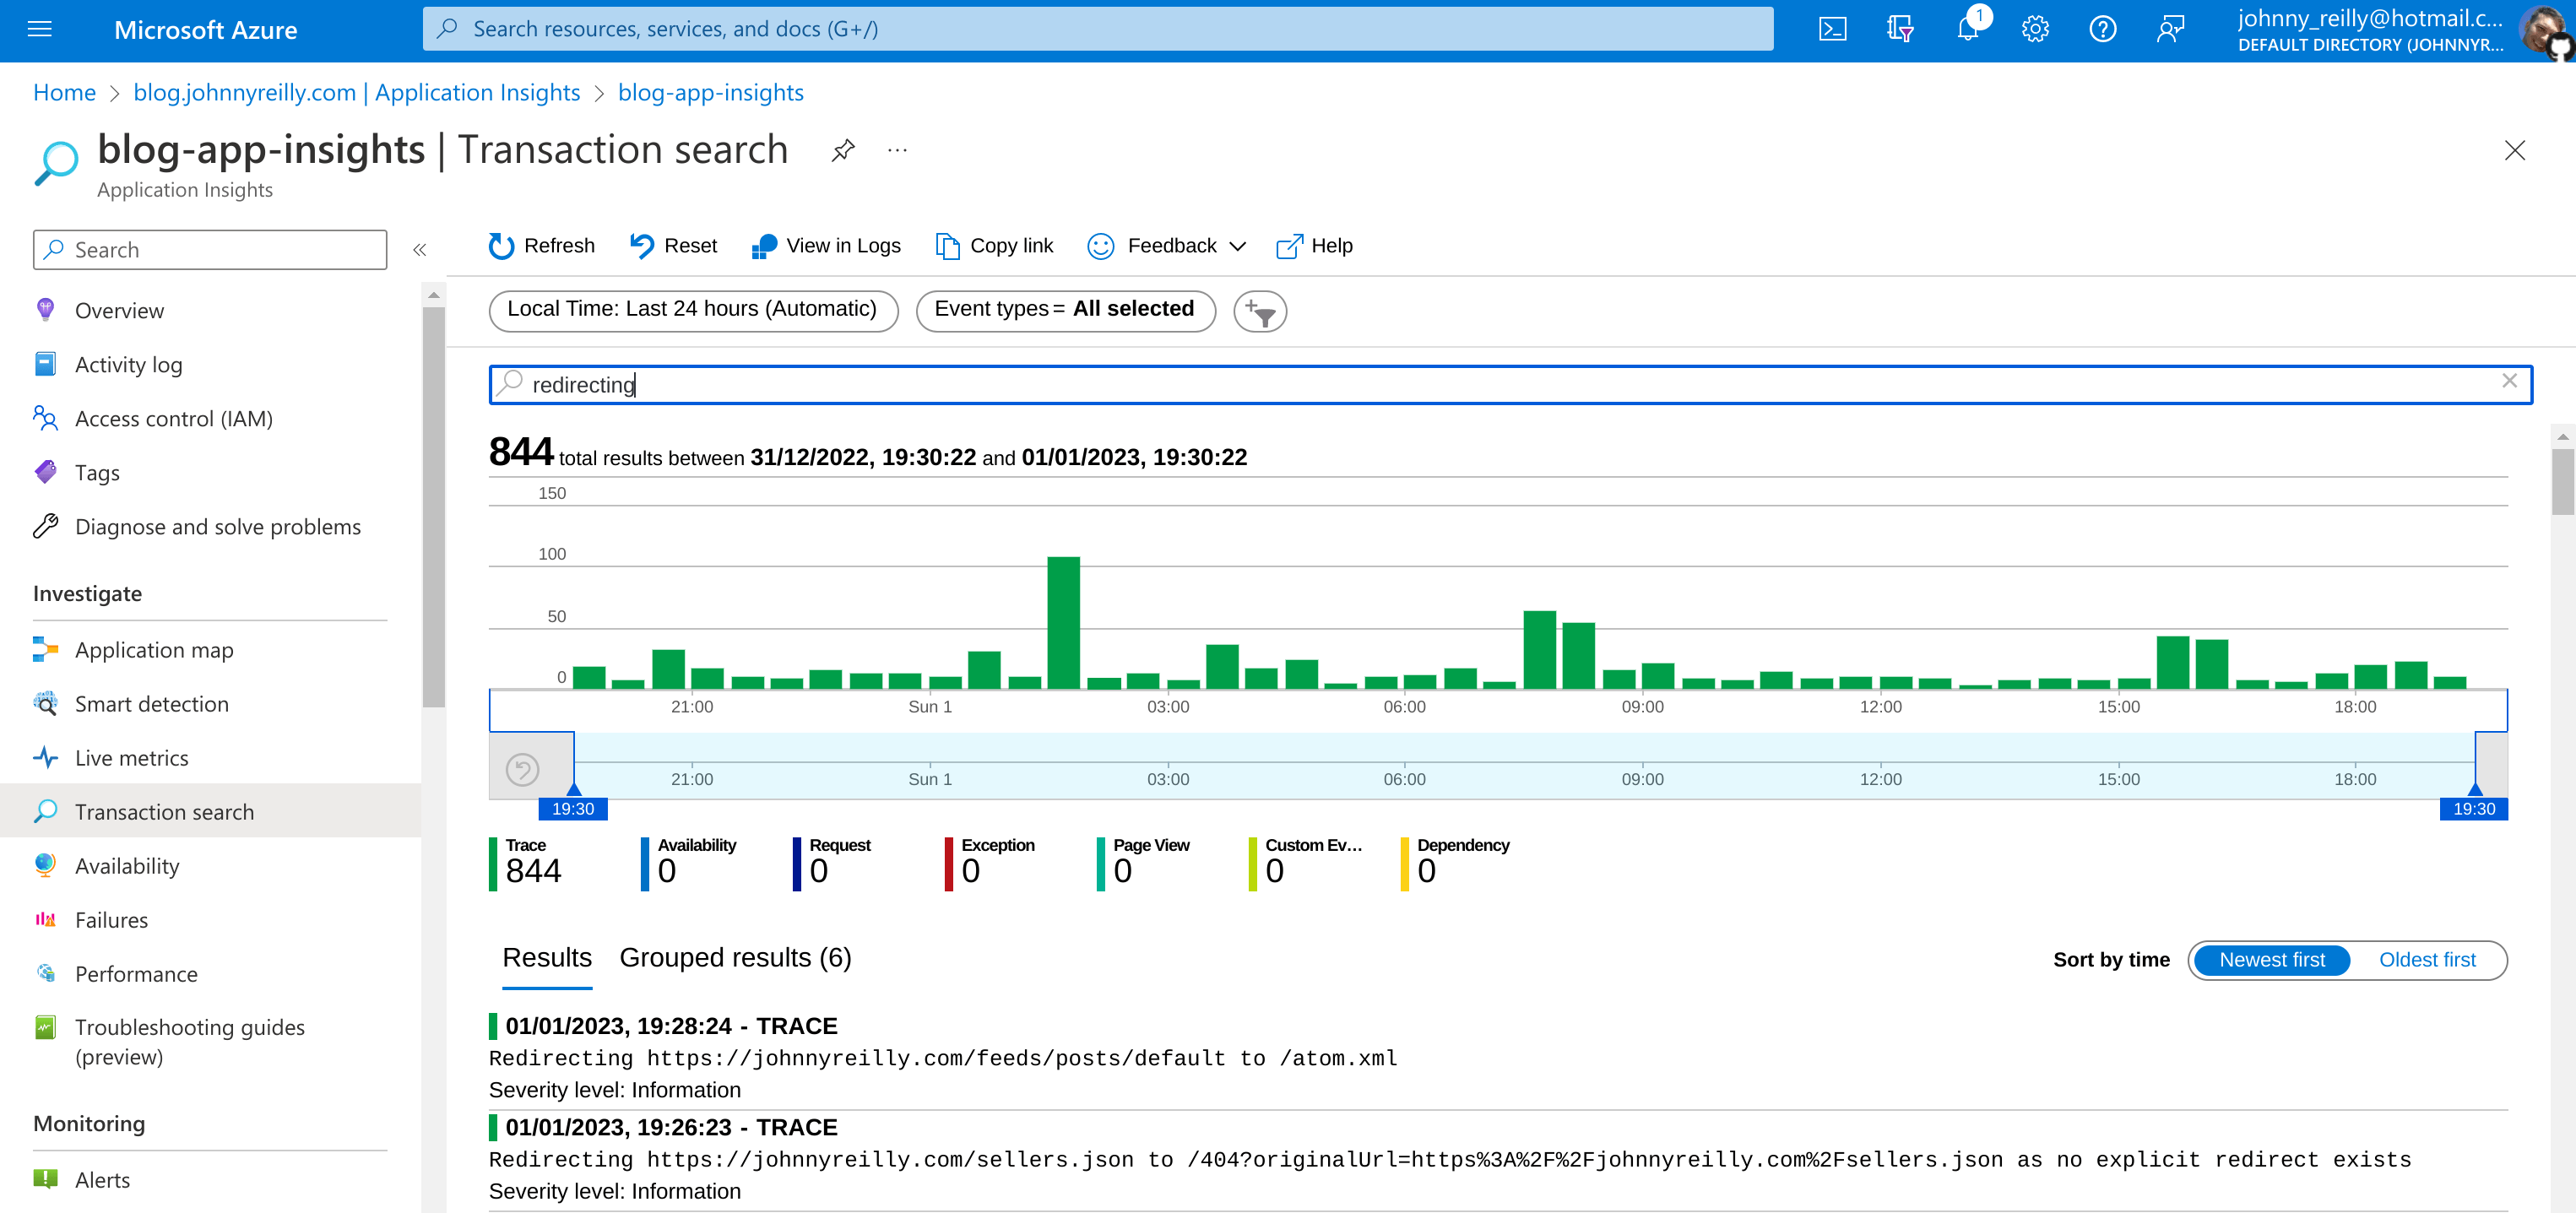 Microsoft Azure
Search resources, services, and docs (G+/)
1
johnny_reilly@hotmail.c...
DEFAULT DIRECTORY (JOHNNYR...
Home > blog.johnnyreilly.com | Application Insights > blog-app-insights
blog-app-insights | Transaction search ...
Application Insights
Search
«
Overview
Activity log
Access control (IAM)
Tags
Diagnose and solve problems
Investigate
Application map
Smart detection
Live metrics
Transaction search
Availability
Failures
Performance
Troubleshooting guides
(preview)
Monitoring
Alerts
Refresh Reset View in Logs Copy link Feedback Help
Local Time: Last 24 hours (Automatic) Event types = All selected
redirecting
844 total results between 31/12/2022, 19:30:22 and 01/01/2023, 19:30:22
150
100
50
0
21:00 Sun 1 03:00 06:00 09:00 12:00 15:00 18:00
21:00 Sun 1 03:00 06:00 09:00 12:00 15:00 18:00
19:30 19:30
Trace Availability Request Exception Page View Custom Ev... Dependency
844 0 0 0 0 0 0
Results Grouped results (6) Sort by time Newest first Oldest first
01/01/2023, 19:28:24 - TRACE
Redirecting https://johnnyreilly.com/feeds/posts/default to /atom.xml
Severity level: Information
01/01/2023, 19:26:23 - TRACE
Redirecting https://johnnyreilly.com/sellers.json to /404?originalUrl=https%3A%2F%2Fjohnnyreilly.com%2Fsellers.json as no explicit redirect exists
Severity level: Information